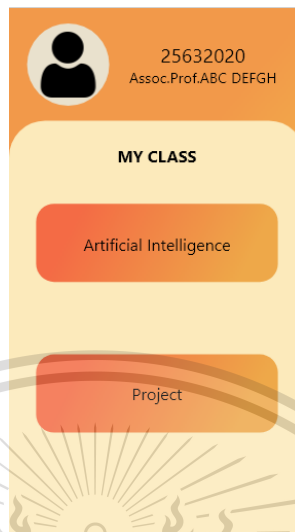 25632020
Assoc.Prof.ABC DEFGH
MY CLASS
Artificial Intelligence
Project